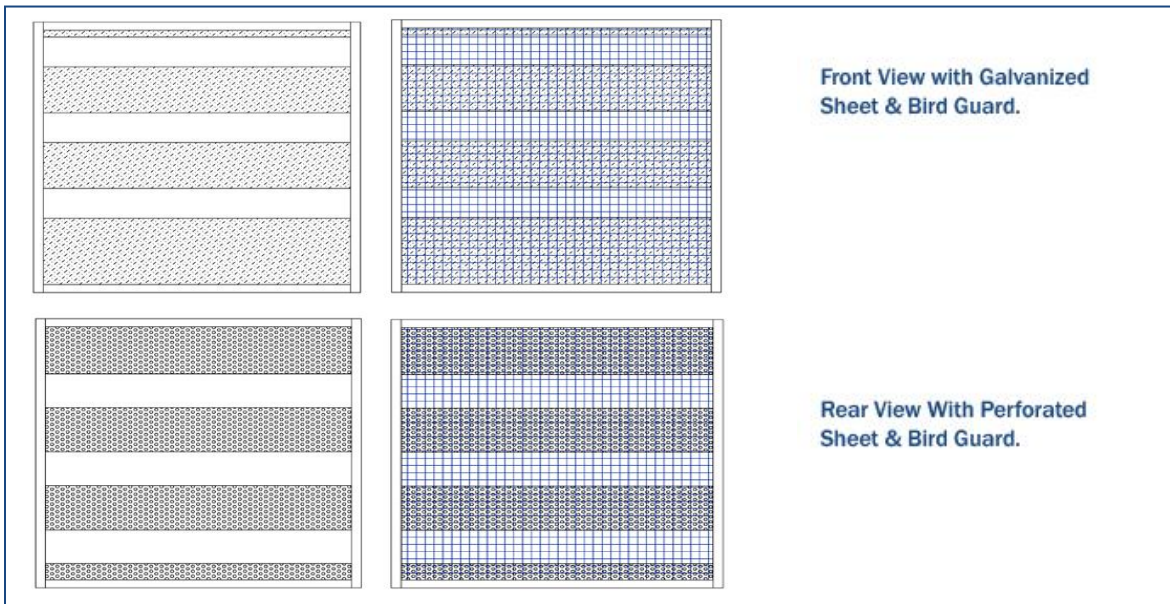 Front View with Galvanized
Sheet & Bird Guard.
Rear View With Perforated
Sheet & Bird Guard.